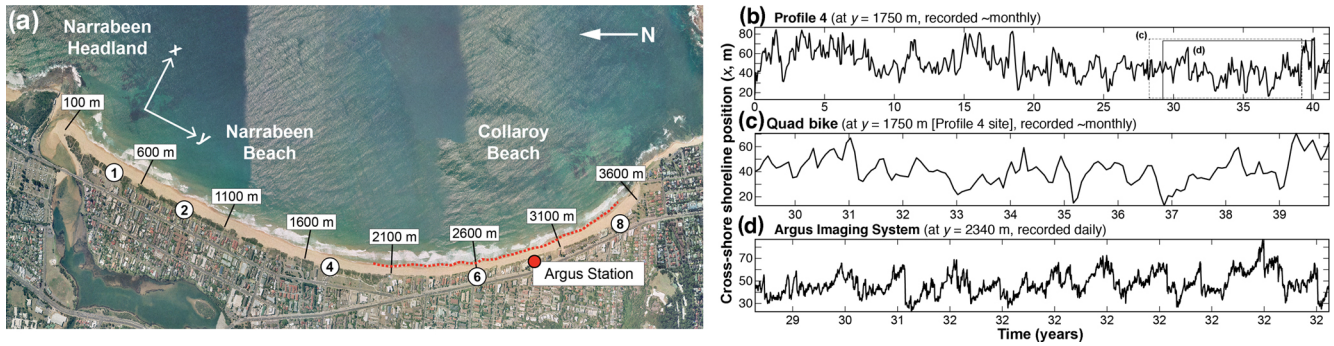 (a)
Narrabeen
Headland
x
y
N
100 m
600 m
1100 m
1600 m
2100 m
2600 m
3100 m
3600 m
Narrabeen
Beach
Collaroy
Beach
1
2
4
6
8
Argus Station
Cross-shore shoreline position (x, m)
(b) Profile 4 (at y = 1750 m, recorded ~monthly)
80
60
40
20
(c)
(d)
0 5 10 15 20 25 30 35 40
(c) Quad bike (at y = 1750 m [Profile 4 site], recorded ~monthly)
60
40
20
30 31 32 33 34 35 36 37 38 39
(d) Argus Imaging System (at y = 2340 m, recorded daily)
70
50
30
29 30 31 32 32 32 32 32 32 32 32
Time (years)